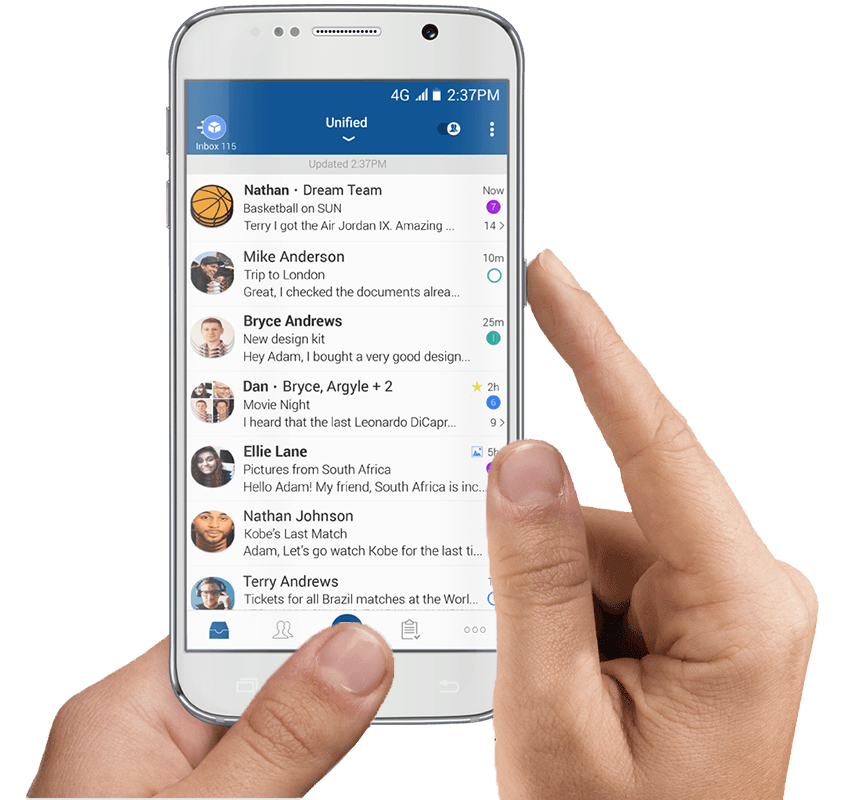 4G 2:37PM
Unified
Inbox 115
Updated 2:37PM
Nathan · Dream Team Now
Basketball on SUN 7
Terry I got the Air Jordan IX. Amazing ... 14 >
Mike Anderson 10m
Trip to London
Great, I checked the documents alrea...
Bryce Andrews 25m
New design kit 1
Hey Adam, I bought a very good design...
Dan · Bryce, Argyle + 2 2h
Movie Night 6
I heard that the last Leonardo DiCapr... 9 >
Ellie Lane 5h
Pictures from South Africa
Hello Adam! My friend, South Africa is inc...
Nathan Johnson
Kobe's Last Match
Adam, Let's go watch Kobe for the last ti...
Terry Andrews
Tickets for all Brazil matches at the Worl...